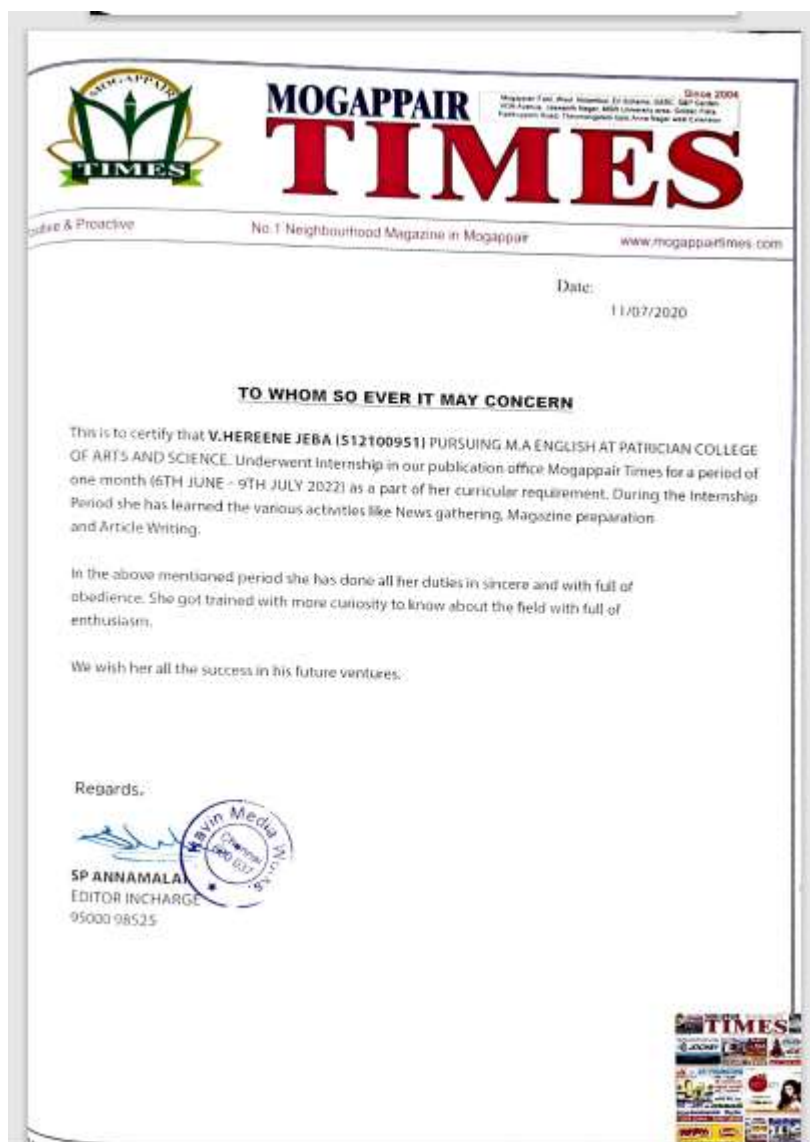 MOGAPPAIR
TIMES
MOGAPPAIR
Since 2004
TIMES
& Proactive
No.1 Neighbourhood Magazine in Mogappair
www.mogappairtimes.com
Date:
11/07/2020
TO WHOM SO EVER IT MAY CONCERN
This is to certify that V.HEREENE JEBA (512100951) PURSUING M.A ENGLISH AT PATRICIAN COLLEGE
OF ARTS AND SCIENCE. Underwent Internship in our publication office Mogappair Times for a period of
one month (6TH JUNE - 9TH JULY 2022) as a part of her curricular requirement. During the Internship
Period she has learned the various activities like News gathering, Magazine preparation
and Article Writing.
In the above mentioned period she has done all her duties in sincere and with full of
obedience. She got trained with more curiosity to know about the field with full of
enthusiasm.
We wish her all the success in his future ventures.
Regards,
Mavin Media Works
Chennai
600 037
SP ANNAMALAI
EDITOR INCHARGE
95000 98525
TIMES
JOCKEY